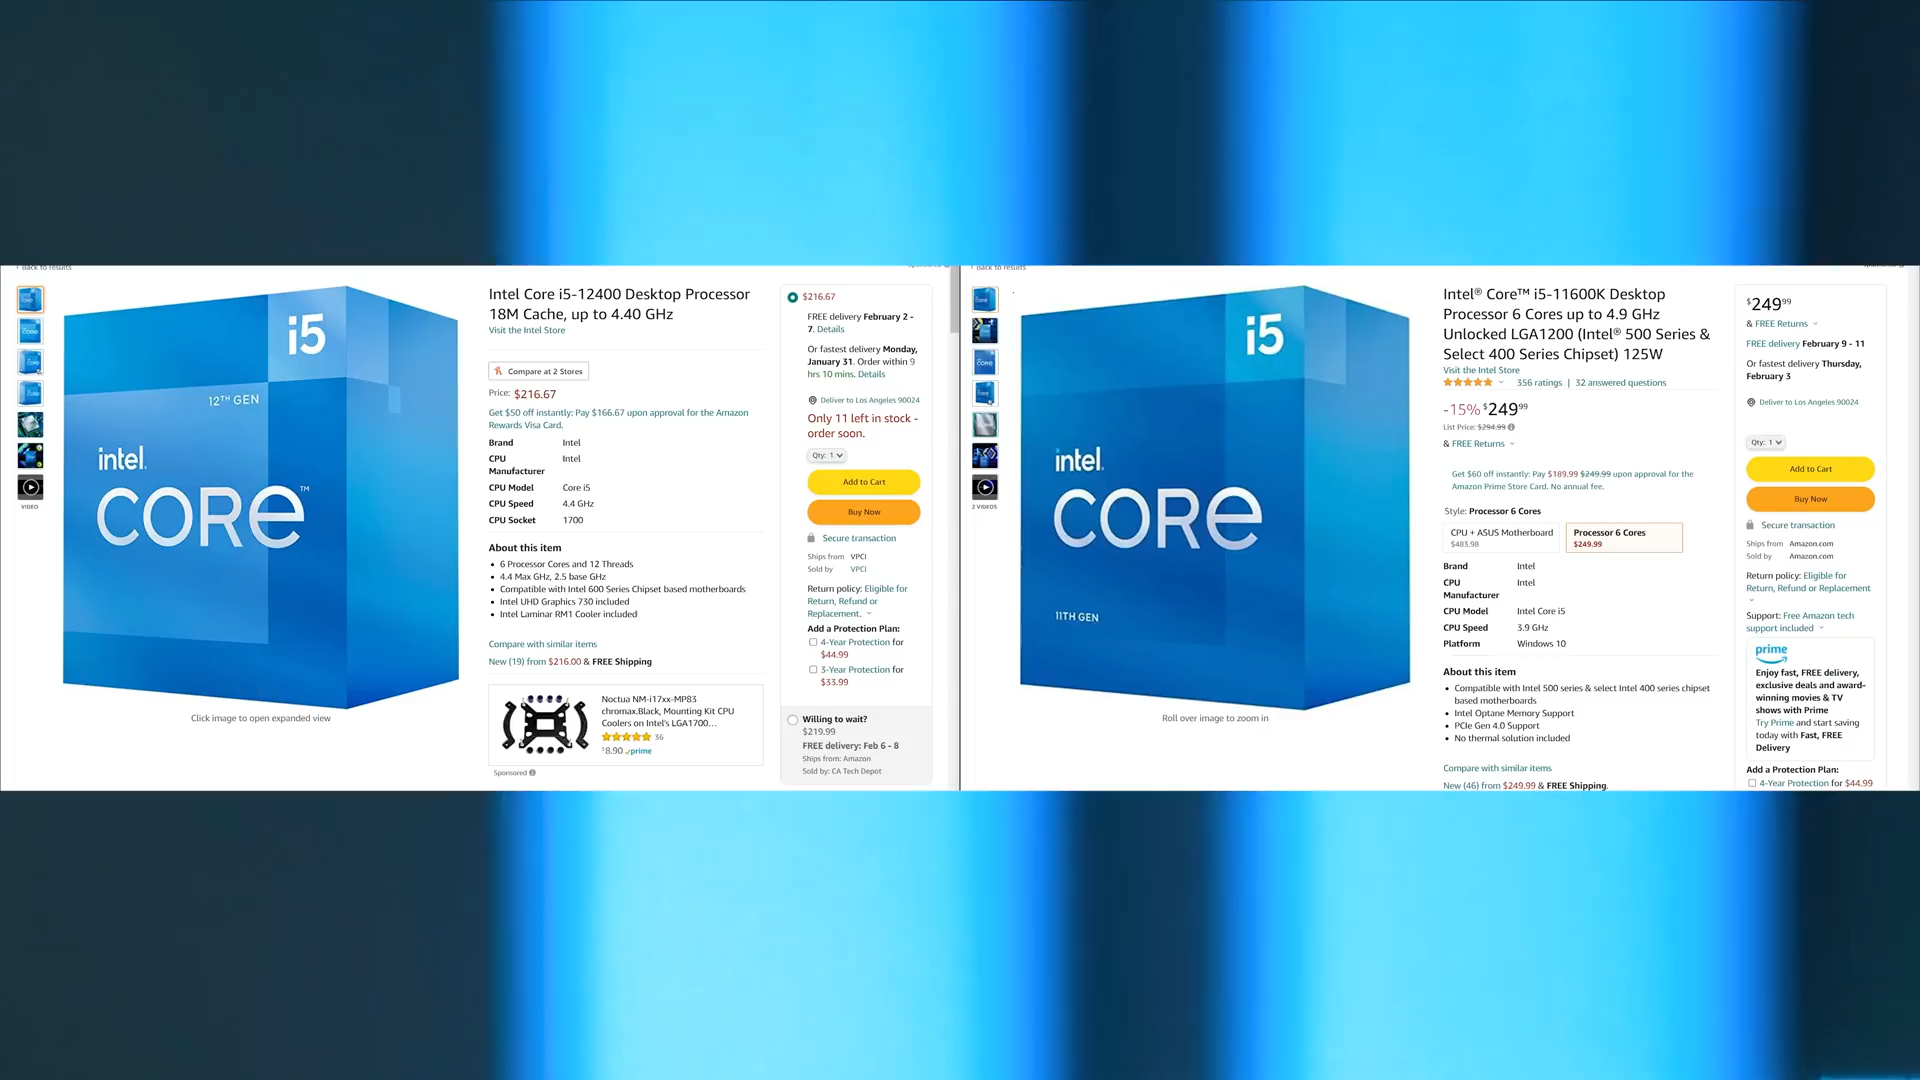 ‹ Back to results
VIDEO
i5
12TH GEN
intel.
CORe™
Click image to open expanded view
Intel Core i5-12400 Desktop Processor
18M Cache, up to 4.40 GHz
Visit the Intel Store
Compare at 2 Stores
Price: $216.67
Get $50 off instantly: Pay $166.67 upon approval for the Amazon
Rewards Visa Card.
Brand Intel
CPU Intel
Manufacturer
CPU Model Core i5
CPU Speed 4.4 GHz
CPU Socket 1700
About this item
• 6 Processor Cores and 12 Threads
• 4.4 Max GHz, 2.5 base GHz
• Compatible with Intel 600 Series Chipset based motherboards
• Intel UHD Graphics 730 included
• Intel Laminar RM1 Cooler included
Compare with similar items
New (19) from $216.00 & FREE Shipping
Noctua NM-i17xx-MP83
chromax.Black, Mounting Kit CPU
Coolers on Intel's LGA1700...
36
$8.90 prime
Sponsored
$216.67
FREE delivery February 2 -
7. Details
Or fastest delivery Monday,
January 31. Order within 9
hrs 10 mins. Details
Deliver to Los Angeles 90024
Only 11 left in stock -
order soon.
Qty: 1
Add to Cart
Buy Now
Secure transaction
Ships from VPCI
Sold by VPCI
Return policy: Eligible for
Return, Refund or
Replacement.
Add a Protection Plan:
4-Year Protection for
$44.99
3-Year Protection for
$33.99
Willing to wait?
$219.99
FREE delivery: Feb 6 - 8
Ships from: Amazon
Sold by: CA Tech Depot
‹ Back to results
2 VIDEOS
i5
intel.
CORe
11TH GEN
Roll over image to zoom in
Intel® Core™ i5-11600K Desktop
Processor 6 Cores up to 4.9 GHz
Unlocked LGA1200 (Intel® 500 Series &
Select 400 Series Chipset) 125W
Visit the Intel Store
356 ratings | 32 answered questions
-15% $249.99
List Price: $294.99
& FREE Returns
Get $60 off instantly: Pay $189.99 $249.99 upon approval for the
Amazon Prime Store Card. No annual fee.
Style: Processor 6 Cores
CPU + ASUS Motherboard
$483.98
Processor 6 Cores
$249.99
Brand Intel
CPU Intel
Manufacturer
CPU Model Intel Core i5
CPU Speed 3.9 GHz
Platform Windows 10
About this item
• Compatible with Intel 500 series & select Intel 400 series chipset
based motherboards
• Intel Optane Memory Support
• PCIe Gen 4.0 Support
• No thermal solution included
Compare with similar items
New (46) from $249.99 & FREE Shipping.
$249.99
& FREE Returns
FREE delivery February 9 - 11
Or fastest delivery Thursday,
February 3
Deliver to Los Angeles 90024
Qty: 1
Add to Cart
Buy Now
Secure transaction
Ships from Amazon.com
Sold by Amazon.com
Return policy: Eligible for
Return, Refund or Replacement
Support: Free Amazon tech
support included
prime
Enjoy fast, FREE delivery,
exclusive deals and award-
winning movies & TV
shows with Prime
Try Prime and start saving
today with Fast, FREE
Delivery
Add a Protection Plan:
4-Year Protection for $44.99